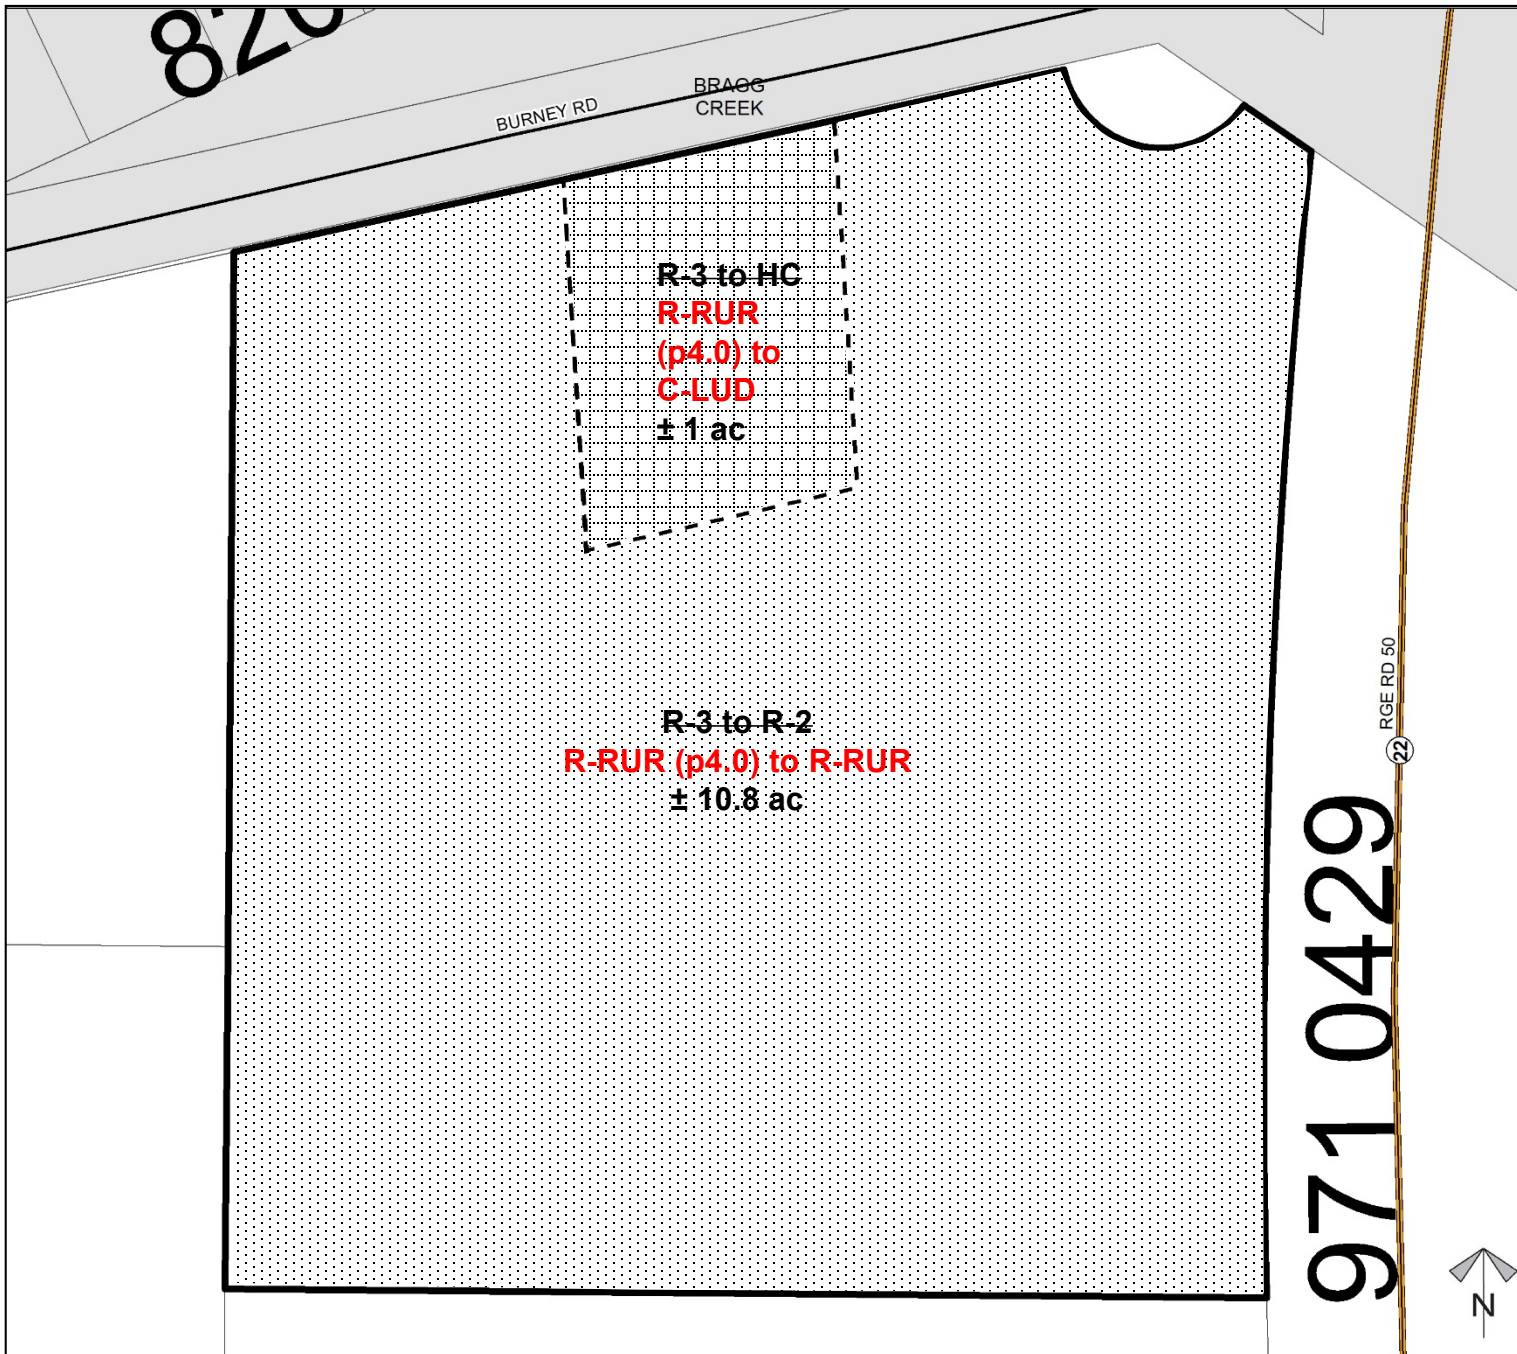 BURNEY RD
BRAGG
CREEK
R-3 to HC
R-RUR
(p4.0) to
C-LUD
± 1 ac
R-3 to R-2
R-RUR (p4.0) to R-RUR
± 10.8 ac
RGE RD 50
22
971 0429
N